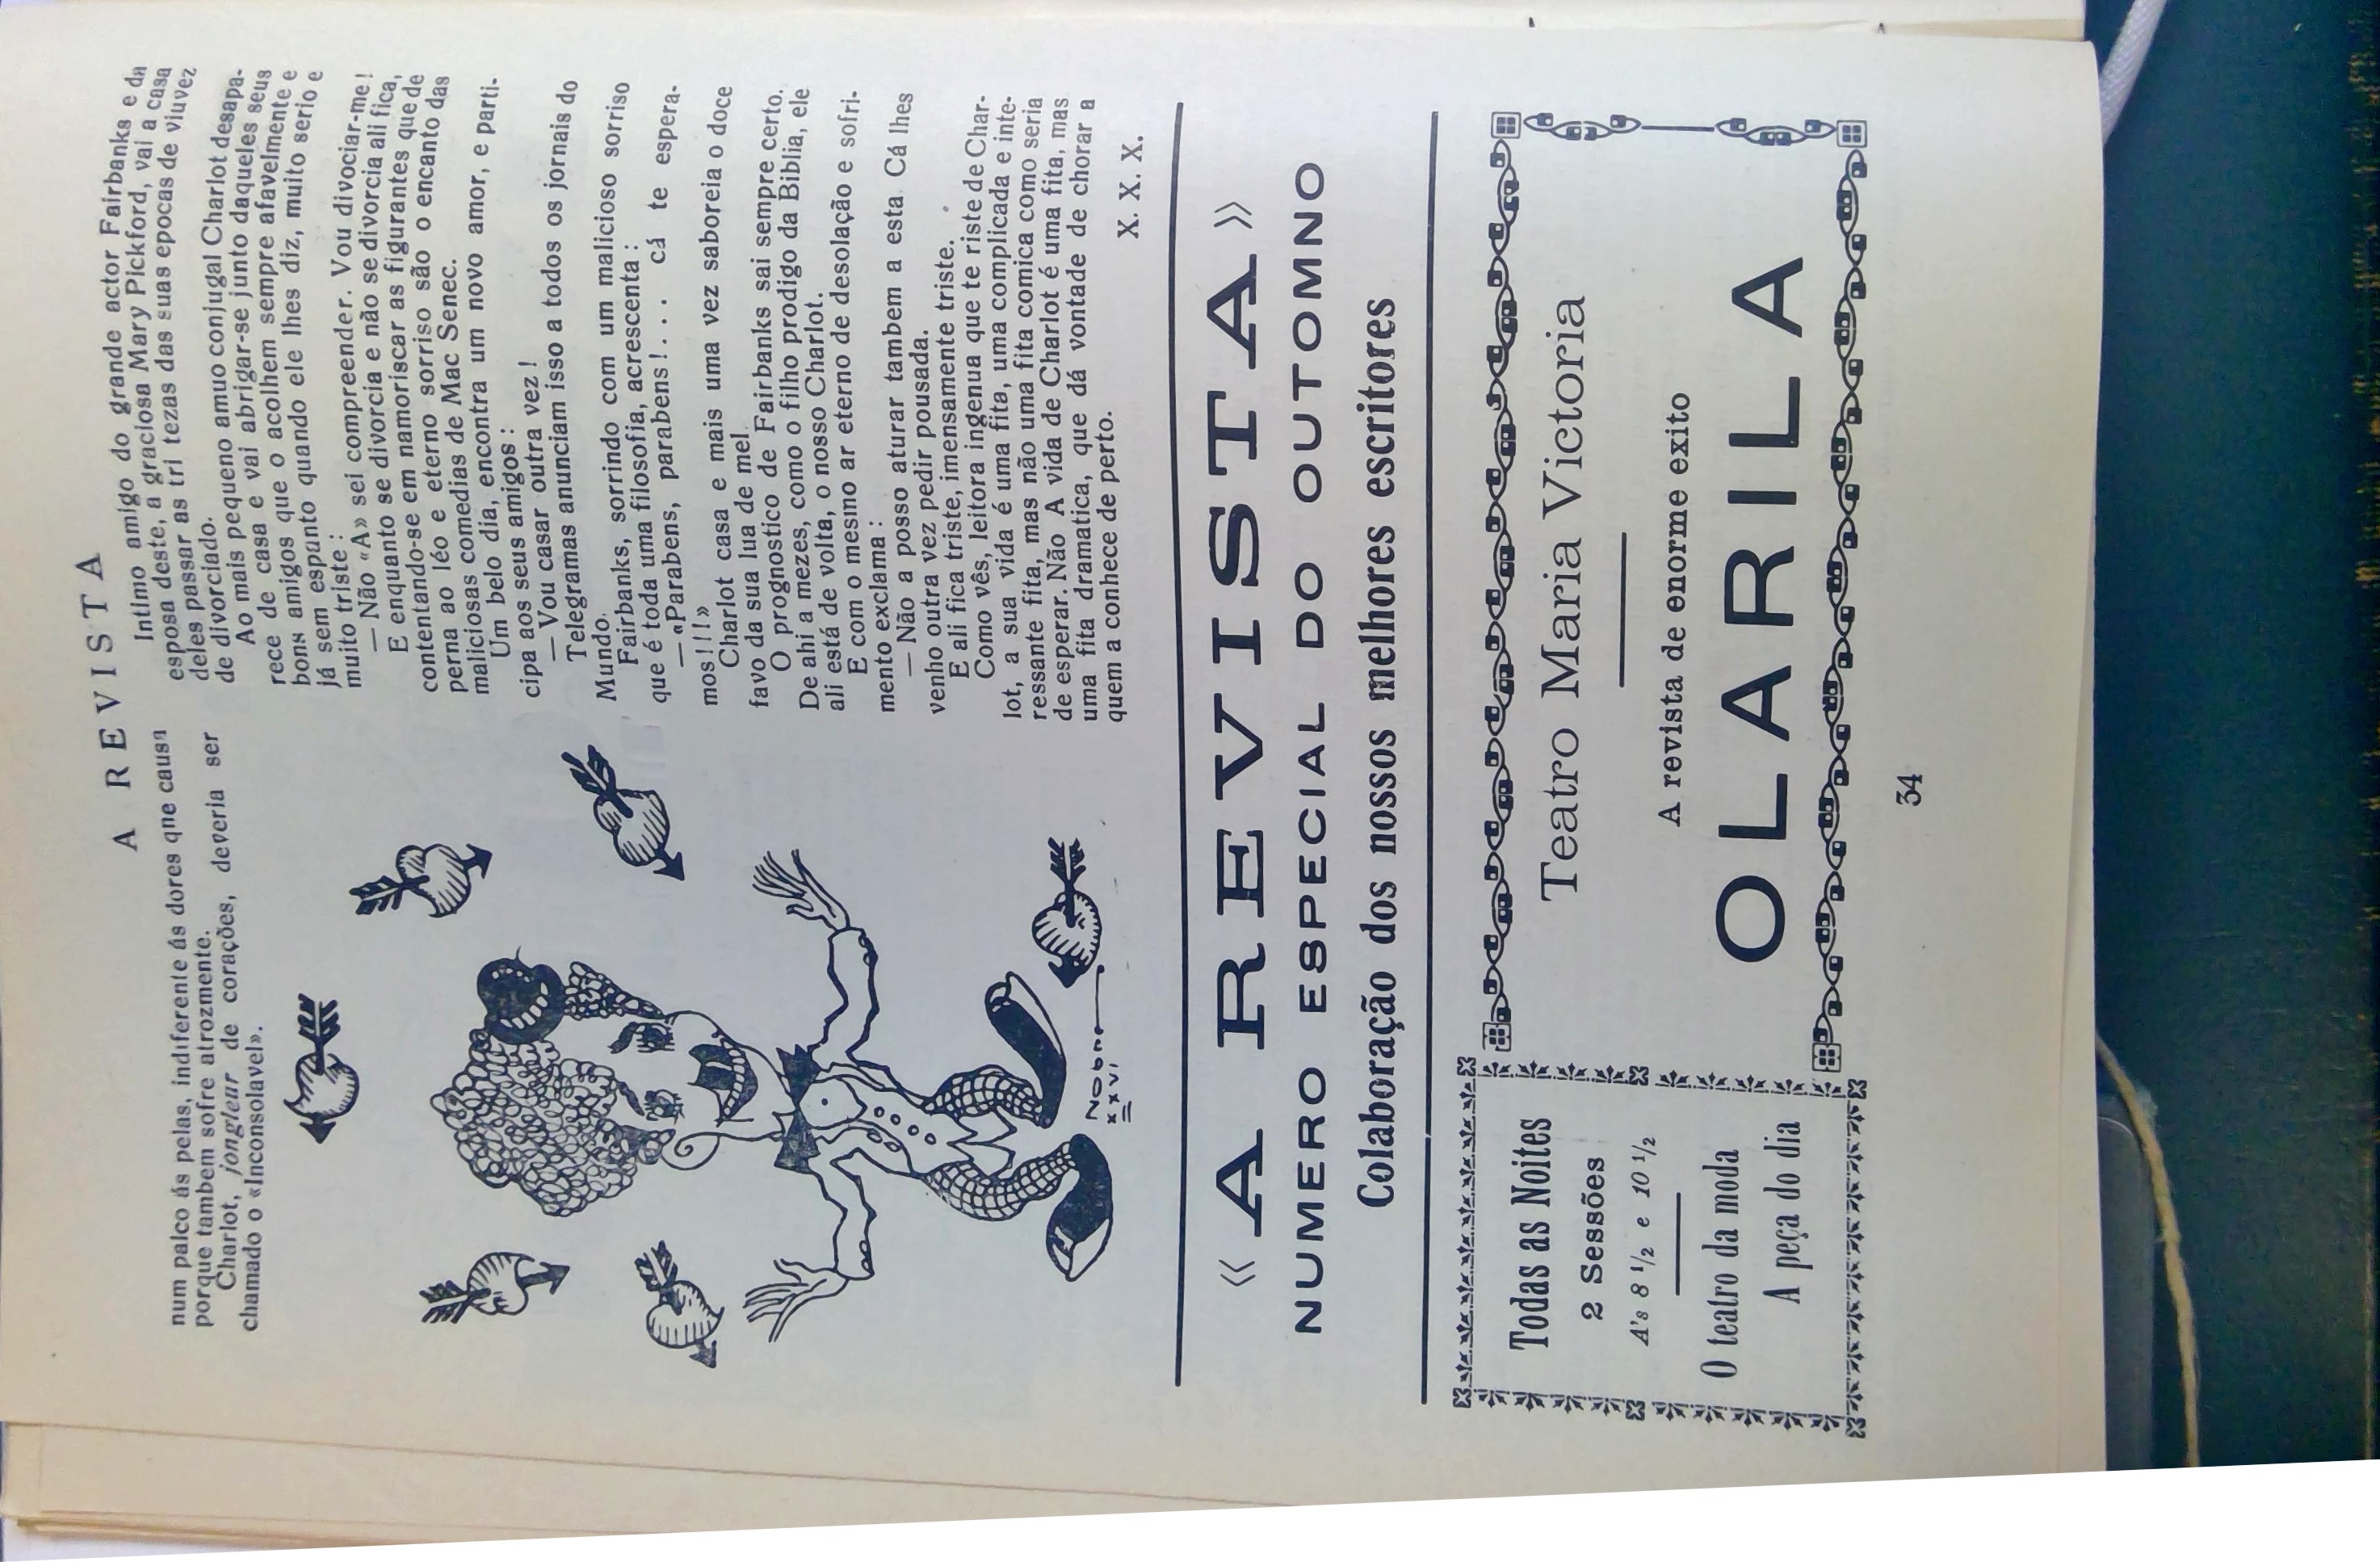 A REVISTA
num palco ás pelas, indiferente ás dores que causa
porque tambem sofre atrozmente.
Charlot, jongleur de corações, deveria ser
chamado o «Inconsolavel».
Nobre
XXVI
Intimo amigo do grande actor Fairbanks e da
esposa deste, a graciosa Mary Pickford, vai a casa
deles passar as tri tezas das suas epocas de viuvez
de divorciado.
Ao mais pequeno amuo conjugal Charlot desapa-
rece de casa e vai abrigar-se junto daqueles seus
bons amigos que o acolhem sempre afavelmente e
já sem espanto quando ele lhes diz, muito serio e
muito triste:
— Não «A» sei compreender. Vou divociar-me!
E enquanto se divorcia e não se divorcia ali fica,
contentando-se em namoriscar as figurantes que de
perna ao léo e eterno sorriso são o encanto das
maliciosas comedias de Mac Senec.
Um belo dia, encontra um novo amor, e parti-
cipa aos seus amigos:
— Vou casar outra vez!
Telegramas anunciam isso a todos os jornais do
Mundo.
Fairbanks, sorrindo com um malicioso sorriso
que é toda uma filosofia, acrescenta:
— «Parabens, parabens!... cá te espera-
mos!!!»
Charlot casa e mais uma vez saboreia o doce
favo da sua lua de mel
O prognostico de Fairbanks sai sempre certo.
De ahi a mezes, como o filho prodigo da Biblia, ele
ali está de volta, o nosso Charlot.
E com o mesmo ar eterno de desolação e sofri-
mento exclama:
— Não a posso aturar tambem a esta. Cá lhes
venho outra vez pedir pousada.
E ali fica triste, imensamente triste.
Como vês, leitora ingenua que te riste de Char-
lot, a sua vida é uma fita, uma complicada e inte-
ressante fita, mas não uma fita comica como seria
de esperar. Não A vida de Charlot é uma fita, mas
uma fita dramatica, que dá vontade de chorar a
quem a conhece de perto.
X. X. X.
«A REVISTA»
NUMERO ESPECIAL DO OUTOMNO
Colaboração dos nossos melhores escritores
Todas as Noites
2 Sessões
A's 8 1/2 e 10 1/2
O teatro da moda
A peça do dia
Teatro Maria Victoria
A revista de enorme exito
OLARILA
34